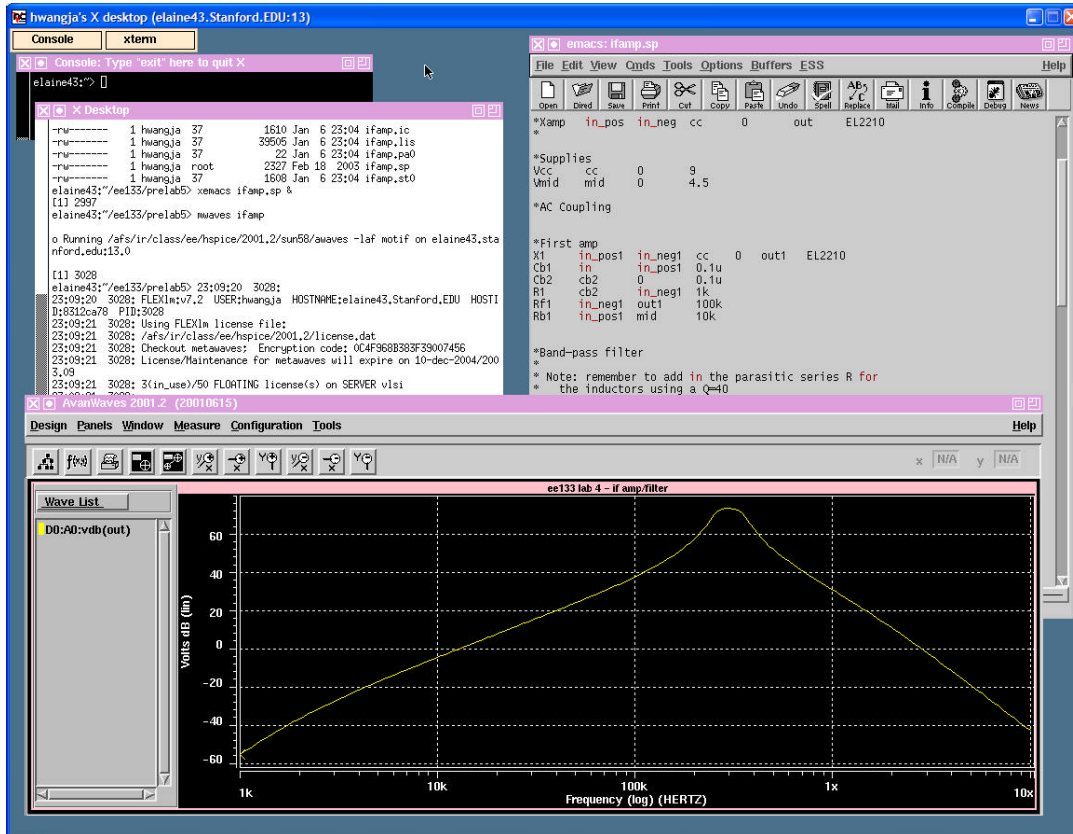 hwangja's X desktop (elaine43.Stanford.EDU:13)
Console xterm
Console: Type "exit" here to quit X
elaine43:~>
X Desktop
-rw------- 1 hwangja 37 1610 Jan 6 23:04 ifamp.ic
-rw------- 1 hwangja 37 39505 Jan 6 23:04 ifamp.lis
-rw------- 1 hwangja 37 22 Jan 6 23:04 ifamp.pa0
-rw------- 1 hwangja root 2327 Feb 18 2003 ifamp.sp
-rw------- 1 hwangja 37 1608 Jan 6 23:04 ifamp.st0
elaine43:~/ee133/prelab5> xemacs ifamp.sp &
[1] 2997
elaine43:~/ee133/prelab5> mwaves ifamp
o Running /afs/ir/class/ee/hspice/2001.2/sun58/awaves -laf motif on elaine43.sta
nford.edu:13.0
[1] 3028
elaine43:~/ee133/prelab5> 23:09:20 3028:
23:09:20 3028: FLEXlm:v7.2 USER:hwangja HOSTNAME:elaine43.Stanford.EDU HOSTI
D:8312ca78 PID:3028
23:09:21 3028: Using FLEXlm license file:
23:09:21 3028: /afs/ir/class/ee/hspice/2001.2/license.dat
23:09:21 3028: Checkout metawaves; Encryption code: 0C4F968B383F39007456
23:09:21 3028: License/Maintenance for metawaves will expire on 10-dec-2004/200
3.09
23:09:21 3028: 3(in_use)/50 FLOATING license(s) on SERVER vlsi
emacs: ifamp.sp
File Edit View Cmds Tools Options Buffers ESS Help
Open Dired Save Print Cut Copy Paste Undo Spell Replace Mail Info Compile Debug News
*Xamp in_pos in_neg cc 0 out EL2210
*
*Supplies
Vcc cc 0 9
Vmid mid 0 4.5
*AC Coupling
*First amp
X1 in_pos1 in_neg1 cc 0 out1 EL2210
Cb1 in in_pos1 0.1u
Cb2 cb2 0 0.1u
R1 cb2 in_neg1 1k
Rf1 in_neg1 out1 100k
Rb1 in_pos1 mid 10k
*Band-pass filter
*
* Note: remember to add in the parasitic series R for
* the inductors using a Q=40
AvanWaves 2001.2 (20010615)
Design Panels Window Measure Configuration Tools Help
f(x) x N/A y N/A
Wave List
D0:A0:vdb(out)
ee133 lab 4 - if amp/filter
Volts dB (lin)
60
40
20
0
-20
-40
-60
1k 10k 100k 1x 10x
Frequency (log) (HERTZ)